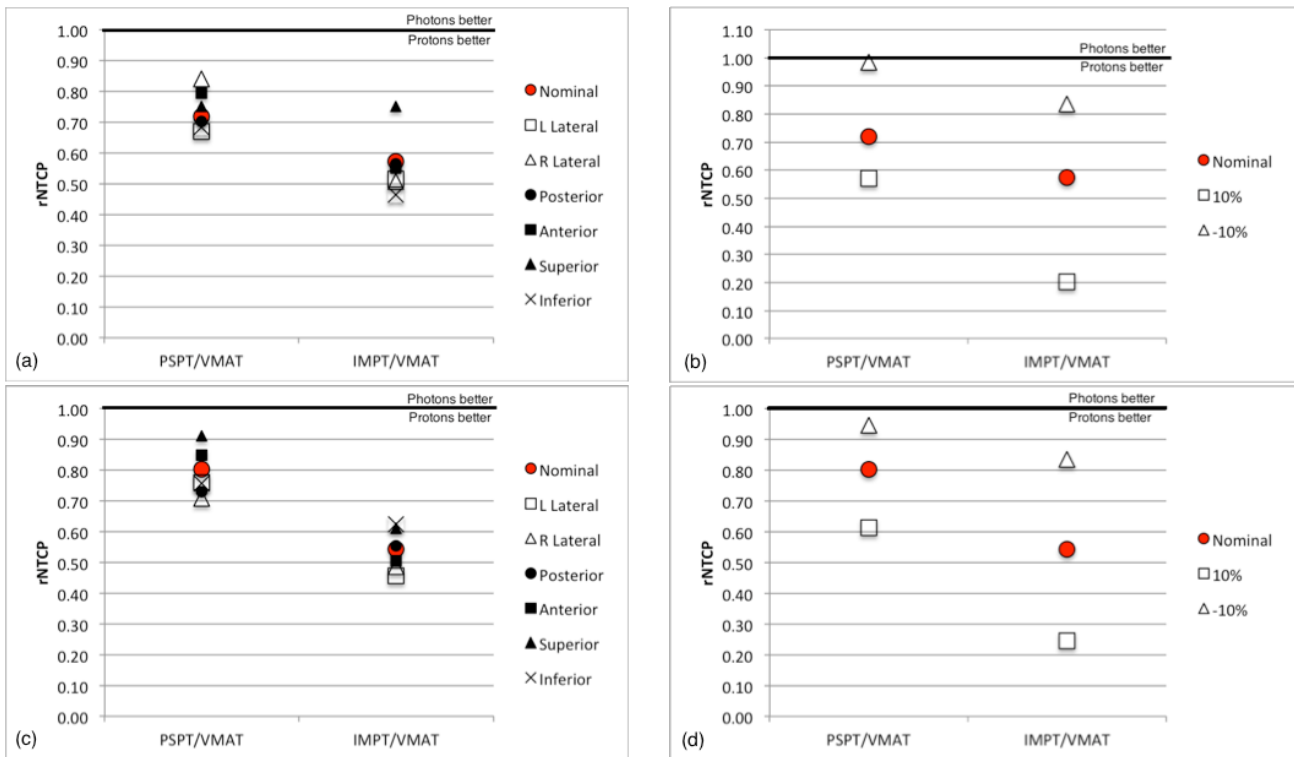 Photons better
Protons better
1.00
0.90
0.80
0.70
0.60
0.50
0.40
0.30
0.20
0.10
0.00
rNTCP
Nominal
L Lateral
R Lateral
Posterior
Anterior
Superior
Inferior
PSPT/VMAT IMPT/VMAT
(a)
Photons better
Protons better
1.10
1.00
0.90
0.80
0.70
0.60
0.50
0.40
0.30
0.20
0.10
0.00
rNTCP
Nominal
10%
-10%
PSPT/VMAT IMPT/VMAT
(b)
Photons better
Protons better
1.00
0.90
0.80
0.70
0.60
0.50
0.40
0.30
0.20
0.10
0.00
rNTCP
Nominal
L Lateral
R Lateral
Posterior
Anterior
Superior
Inferior
PSPT/VMAT IMPT/VMAT
(c)
Photons better
Protons better
1.00
0.90
0.80
0.70
0.60
0.50
0.40
0.30
0.20
0.10
0.00
rNTCP
Nominal
10%
-10%
PSPT/VMAT IMPT/VMAT
(d)